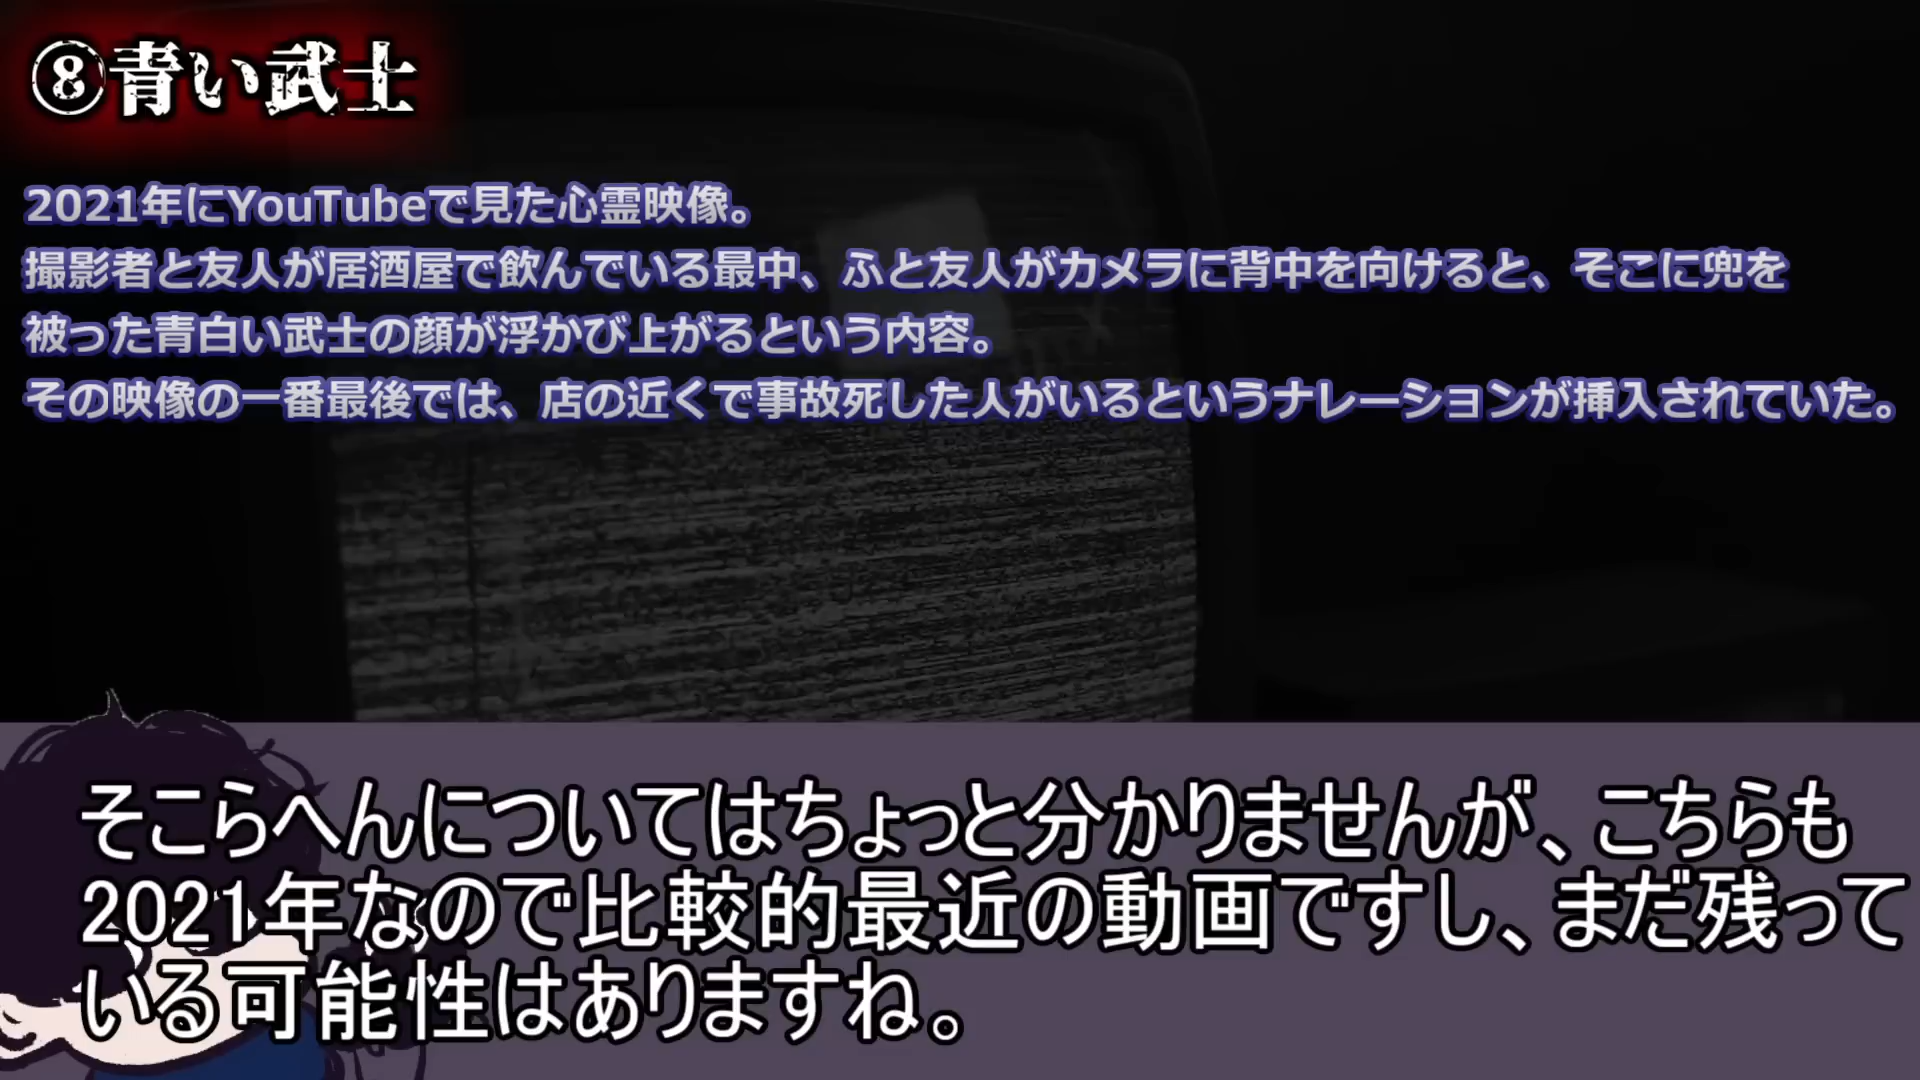 ⑧青い武士
2021年にYouTubeで見た心霊映像。
撮影者と友人が居酒屋で飲んでいる最中、ふと友人がカメラに背中を向けると、そこに兜を
被った青白い武士の顔が浮かび上がるという内容。
その映像の一番最後では、店の近くで事故死した人がいるというナレーションが挿入されていた。
そこらへんについてはちょっと分かりませんが、こちらも
2021年なので比較的最近の動画ですし、まだ残って
いる可能性はありますね。